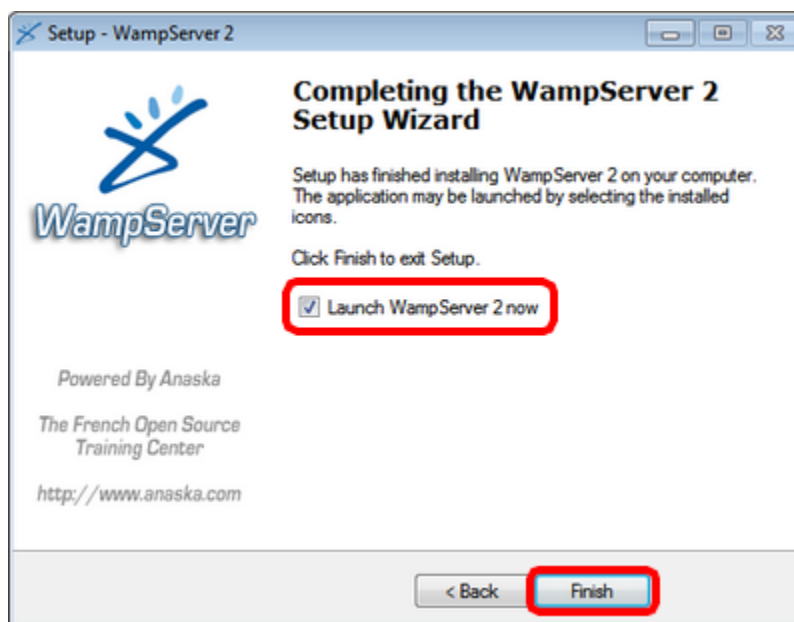 Setup - WampServer 2
WampServer
Powered By Anaska
The French Open Source
Training Center
http://www.anaska.com
Completing the WampServer 2
Setup Wizard
Setup has finished installing WampServer 2 on your computer.
The application may be launched by selecting the installed
icons.
Click Finish to exit Setup.
Launch WampServer 2 now
< Back
Finish